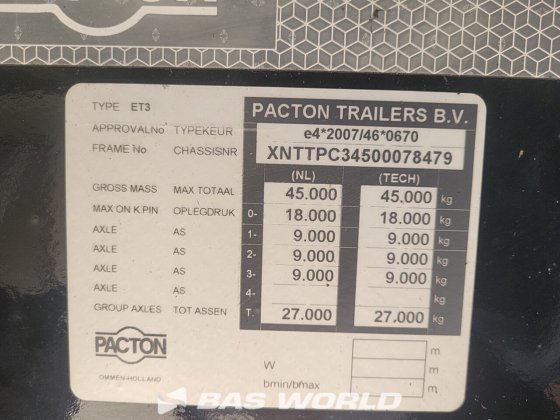 PACTON
TYPE ET3
PACTON TRAILERS B.V.
APPROVALNo TYPEKEUR e4*2007/46*0670
FRAME No CHASSISNR XNTTPC34500078479
(NL) (TECH)
GROSS MASS MAX TOTAAL 45.000 45.000 kg
MAX ON K.PIN OPLEGDRUK 0- 18.000 18.000 kg
AXLE AS 1- 9.000 9.000 kg
AXLE AS 2- 9.000 9.000 kg
AXLE AS 3- 9.000 9.000 kg
AXLE AS 4- kg
GROUP AXLES TOT ASSEN T. 27.000 27.000 kg
PACTON
OMMEN-HOLLAND
m
W m
bmin/bmax m
BAS WORLD